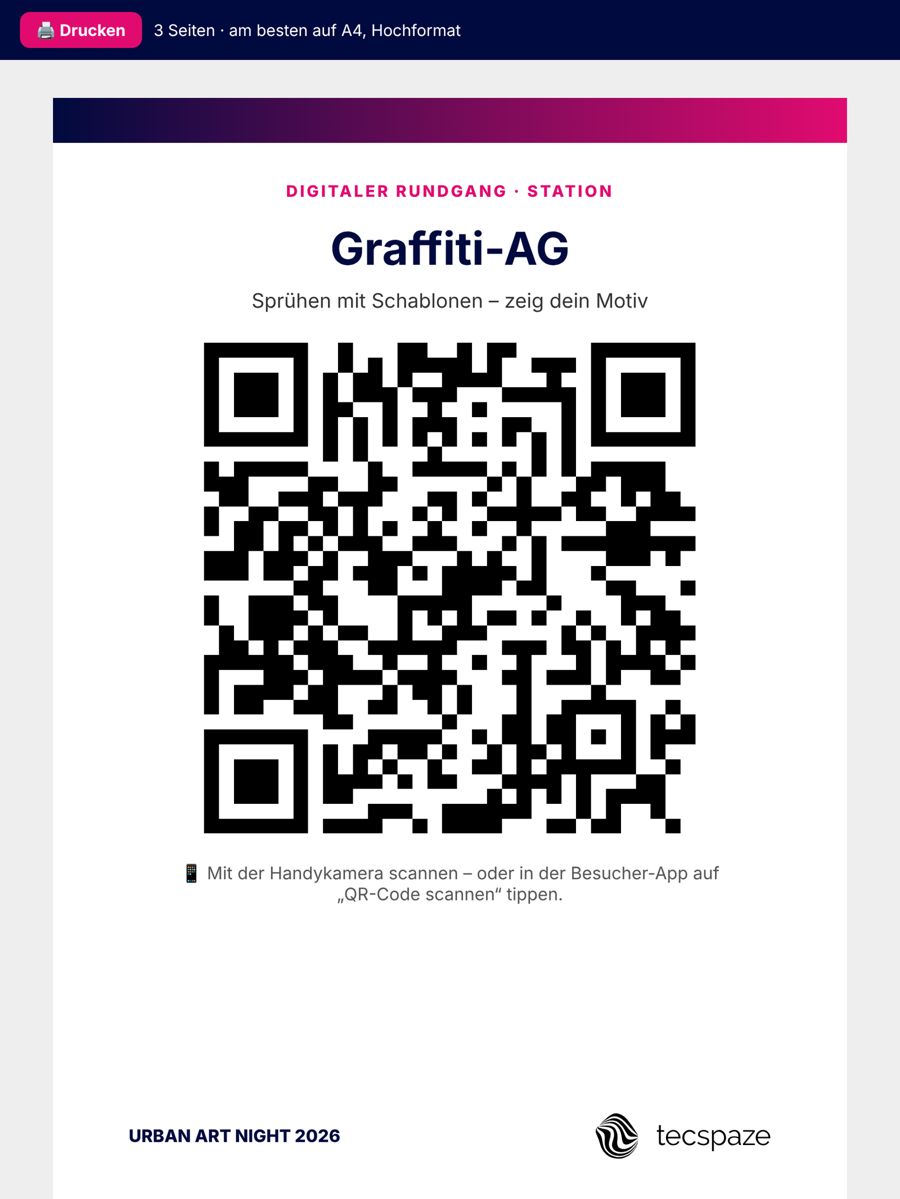 🖨️ Drucken
3 Seiten · am besten auf A4, Hochformat
DIGITALER RUNDGANG · STATION
Graffiti-AG
Sprühen mit Schablonen – zeig dein Motiv
📱 Mit der Handykamera scannen – oder in der Besucher-App auf
„QR-Code scannen“ tippen.
URBAN ART NIGHT 2026
tecspaze